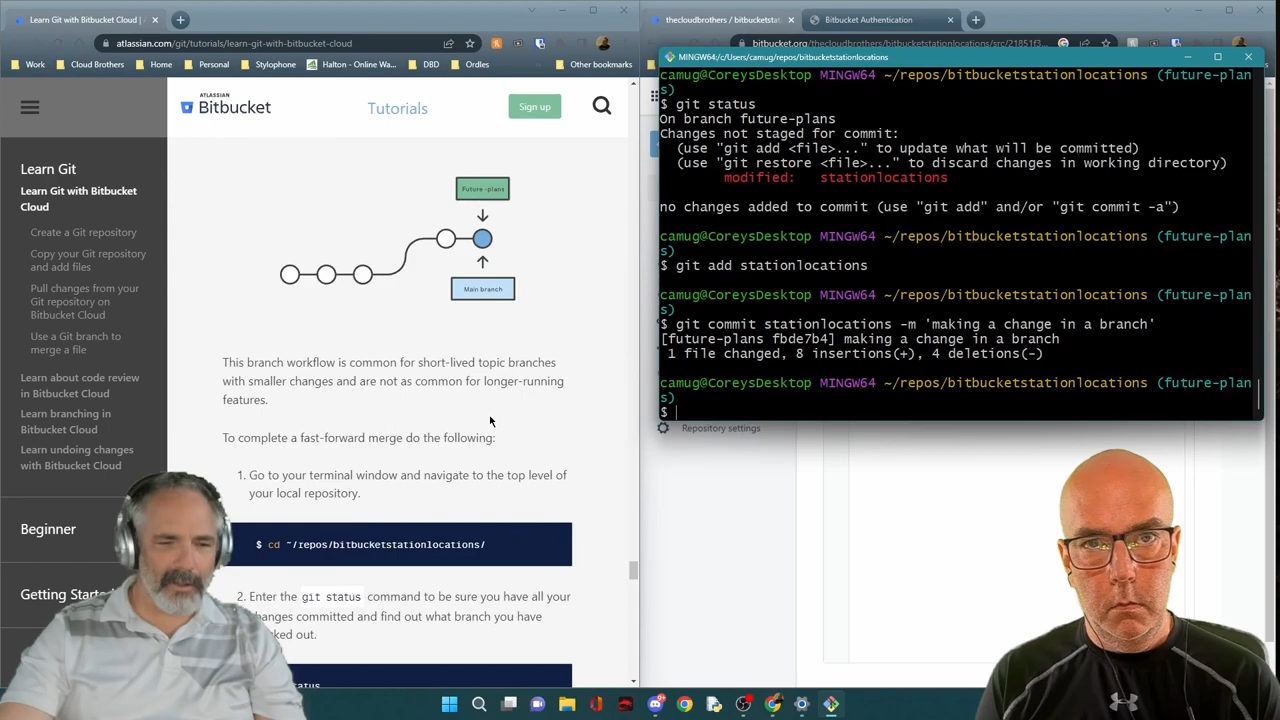 Learn Git with Bitbucket Cloud |
atlassian.com/git/tutorials/learn-git-with-bitbucket-cloud
Work
Cloud Brothers
Home
Personal
Stylophone
Halton - Online Wa...
DBD
Ordles
Other bookmarks
ATLASSIAN
Bitbucket
Tutorials
Sign up
Learn Git
Learn Git with Bitbucket
Cloud
Create a Git repository
Copy your Git repository
and add files
Pull changes from your
Git repository on
Bitbucket Cloud
Use a Git branch to
merge a file
Learn about code review
in Bitbucket Cloud
Learn branching in
Bitbucket Cloud
Learn undoing changes
with Bitbucket Cloud
Beginner
Getting Started
Future -plans
Main branch
This branch workflow is common for short-lived topic branches
with smaller changes and are not as common for longer-running
features.
To complete a fast-forward merge do the following:
1. Go to your terminal window and navigate to the top level of
your local repository.
$ cd ~/repos/bitbucketstationlocations/
2. Enter the git status command to be sure you have all your
changes committed and find out what branch you have
ked out.
status
thecloudbrothers / bitbucketstat
Bitbucket Authentication
bitbucket.org/thecloudbrothers/bitbucketstationlocations/src/21851f3...
MINGW64:/c/Users/camug/repos/bitbucketstationlocations
camug@CoreysDesktop MINGW64 ~/repos/bitbucketstationlocations (future-plan
s)
$ git status
On branch future-plans
Changes not staged for commit:
(use "git add <file>..." to update what will be committed)
(use "git restore <file>..." to discard changes in working directory)
modified: stationlocations
no changes added to commit (use "git add" and/or "git commit -a")
camug@CoreysDesktop MINGW64 ~/repos/bitbucketstationlocations (future-plan
s)
$ git add stationlocations
camug@CoreysDesktop MINGW64 ~/repos/bitbucketstationlocations (future-plan
s)
$ git commit stationlocations -m 'making a change in a branch'
[future-plans fbde7b4] making a change in a branch
1 file changed, 8 insertions(+), 4 deletions(-)
camug@CoreysDesktop MINGW64 ~/repos/bitbucketstationlocations (future-plan
s)
$
Repository settings